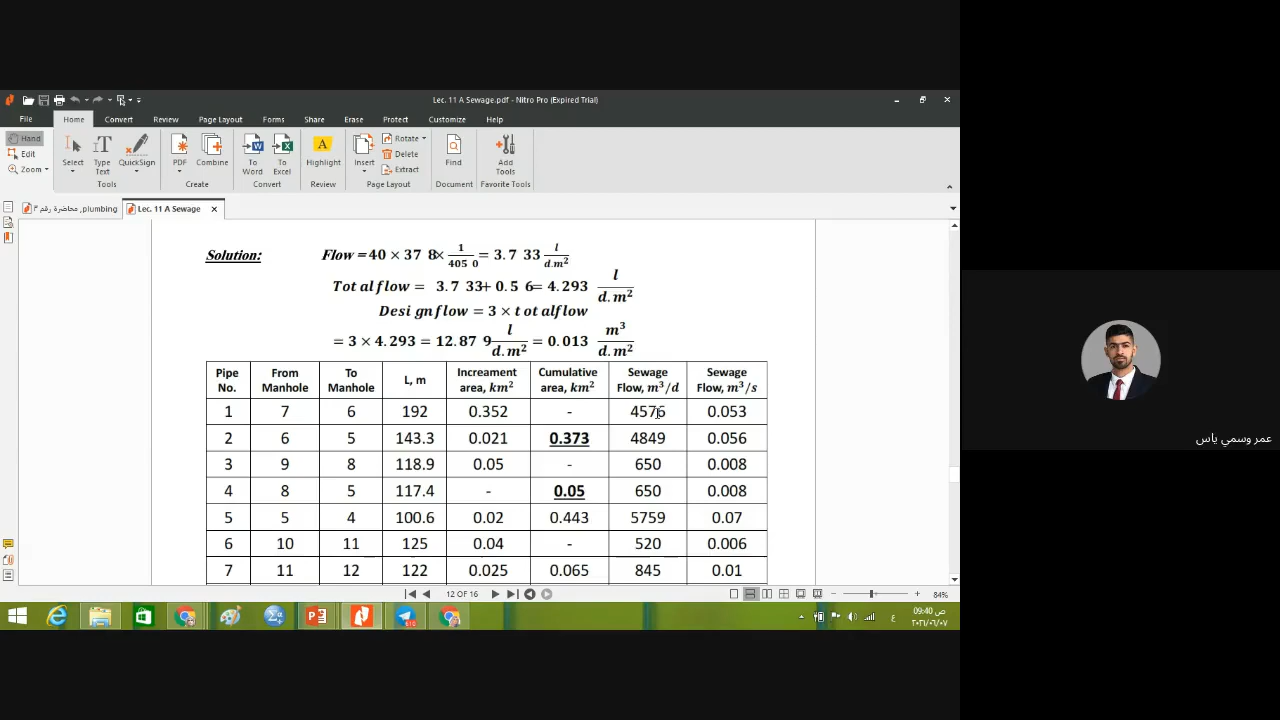 Lec. 11 A Sewage.pdf - Nitro Pro (Expired Trial)
File Home Convert Review Page Layout Forms Share Erase Protect Customize Help
Hand Edit Zoom
Select Type Text QuickSign
Tools
PDF Combine
Create
To Word To Excel
Convert
Highlight
Review
Insert Rotate Delete Extract
Page Layout
Find
Document
Add Tools
Favorite Tools
محاضرة رقم ٣ ,plumbing
Lec. 11 A Sewage
Solution: Flow = 40 × 37 8× 1/405 0 = 3.7 33 l/d.m²
Tot al flow = 3.7 33+ 0.5 6= 4.293 l/d.m²
Desi gn flow = 3 × t ot al flow
= 3 × 4.293 = 12.87 9 l/d.m² = 0.013 m³/d.m²
Pipe No. From Manhole To Manhole L, m Increament area, km² Cumulative area, km² Sewage Flow, m³/d Sewage Flow, m³/s
1 7 6 192 0.352 - 4576 0.053
2 6 5 143.3 0.021 0.373 4849 0.056
3 9 8 118.9 0.05 - 650 0.008
4 8 5 117.4 - 0.05 650 0.008
5 5 4 100.6 0.02 0.443 5759 0.07
6 10 11 125 0.04 - 520 0.006
7 11 12 122 0.025 0.065 845 0.01
12 OF 16
84%
ص 09:40
٢٠٢١/٠٦/٠٧
ع
عمر وسمي ياس